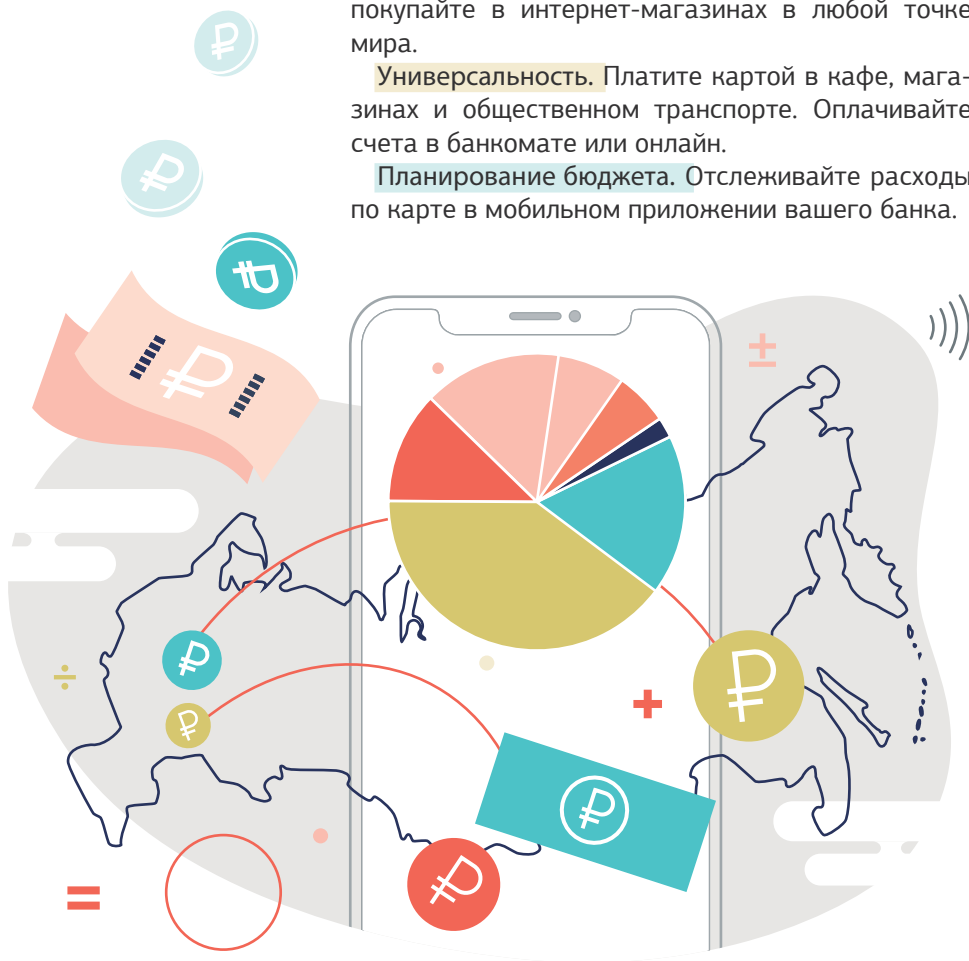 покупайте в интернет-магазинах в любой точке
мира.
Универсальность. Платите картой в кафе, мага-
зинах и общественном транспорте. Оплачивайте
счета в банкомате или онлайн.
Планирование бюджета. Отслеживайте расходы
по карте в мобильном приложении вашего банка.